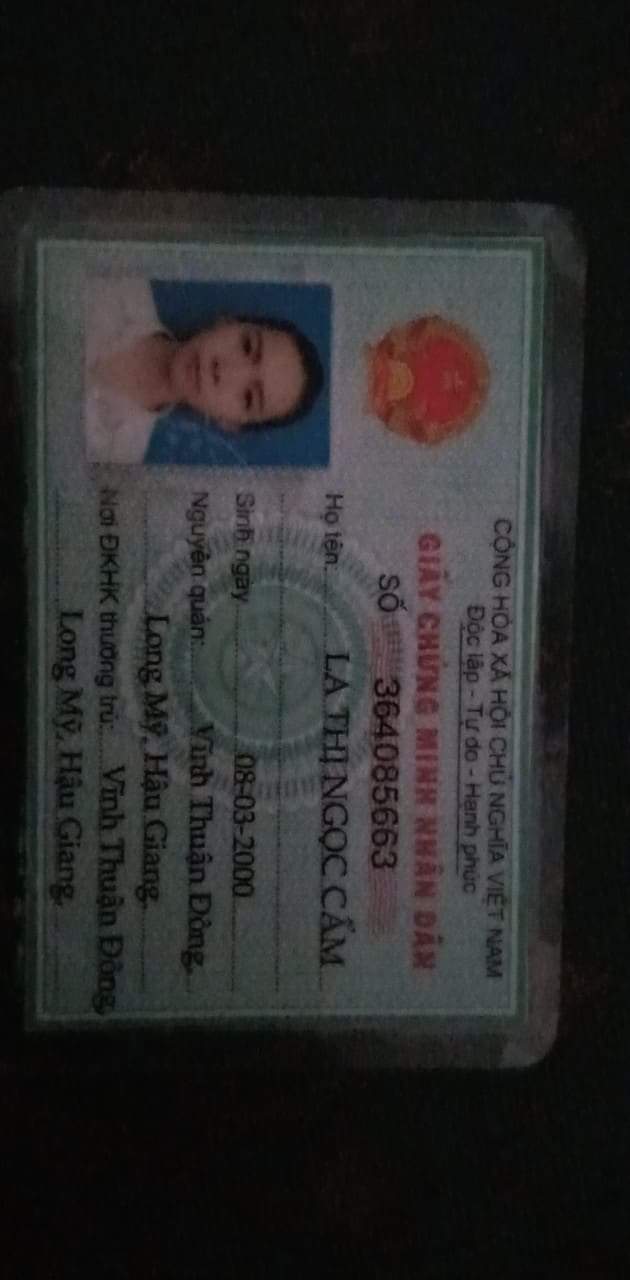 CỘNG HÒA XÃ HỘI CHỦ NGHĨA VIỆT NAM
Độc lập - Tự do - Hạnh phúc
GIẤY CHỨNG MINH NHÂN DÂN
SỐ 364085663
Họ tên LA THỊ NGỌC CẨM
Sinh ngày 08-03-2000
Nguyên quán: Vĩnh Thuận Đông,
Long Mỹ, Hậu Giang
Nơi ĐKHK thường trú: Vĩnh Thuận Đông,
Long Mỹ, Hậu Giang